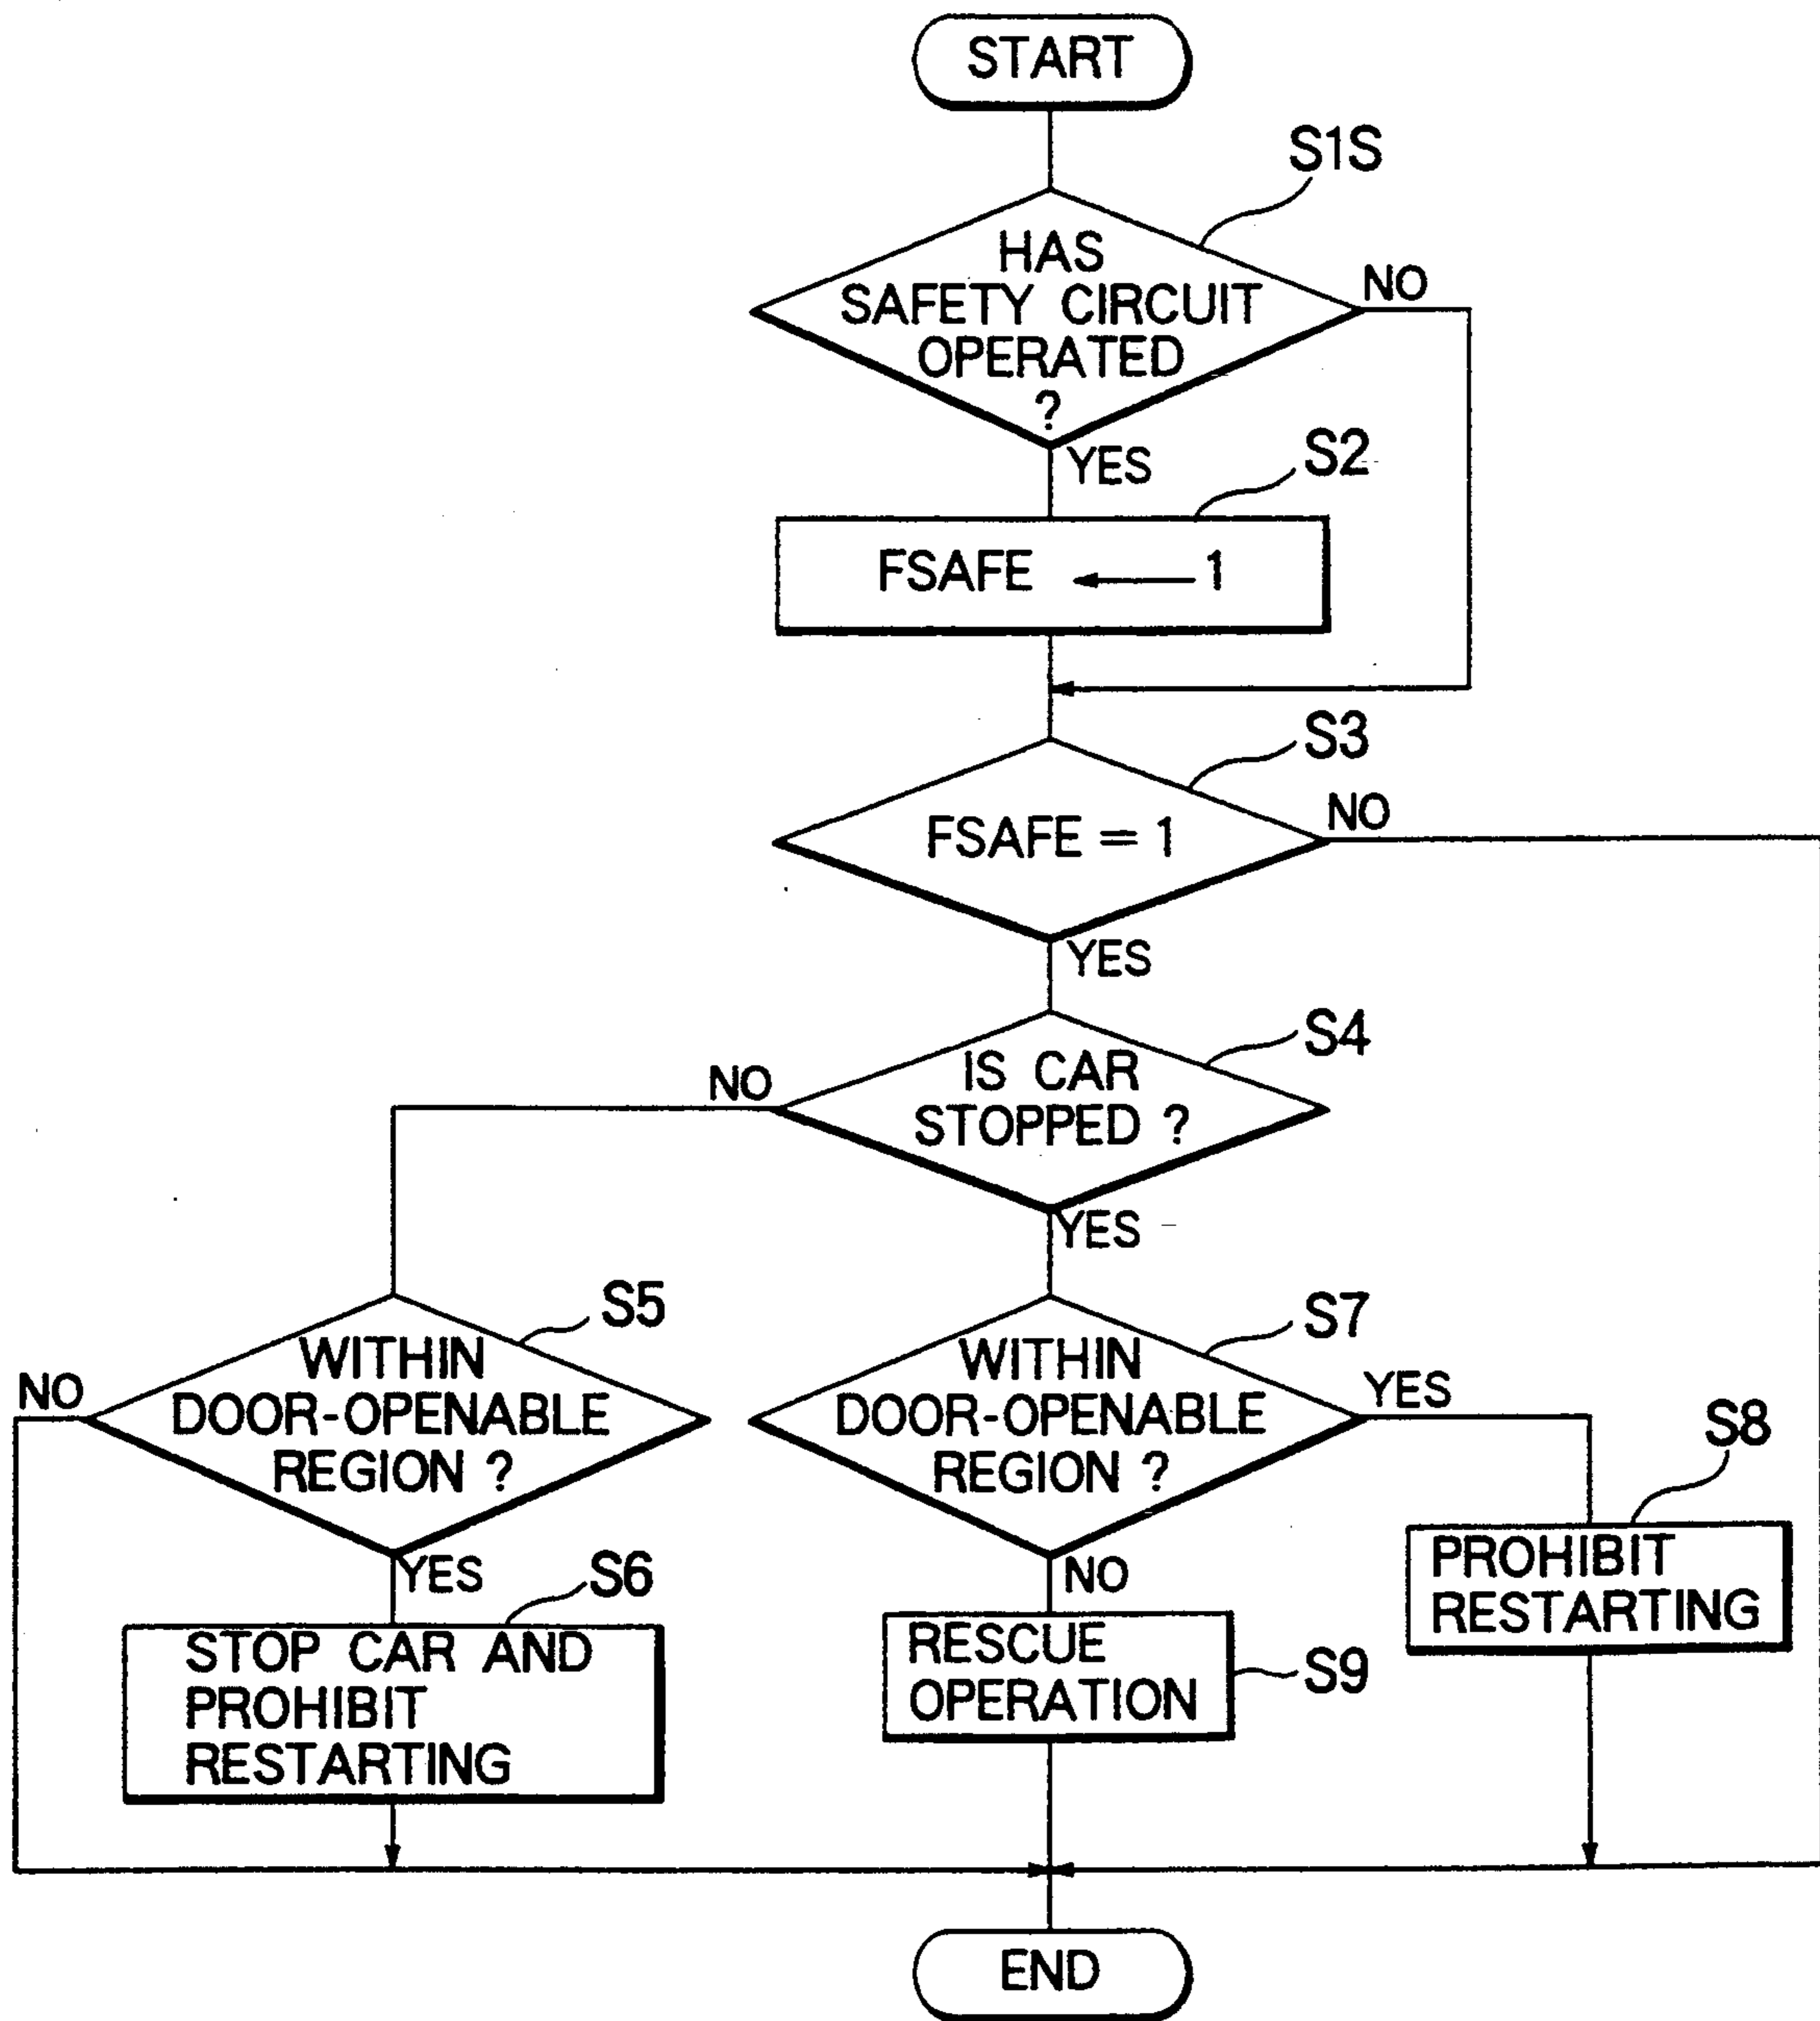 START
S1S
HAS
SAFETY CIRCUIT
OPERATED
?
NO
YES
S2
FSAFE ← 1
S3
FSAFE = 1
NO
YES
S4
IS CAR
STOPPED ?
NO
YES
S5
WITHIN
DOOR-OPENABLE
REGION ?
NO
YES
S7
WITHIN
DOOR-OPENABLE
REGION ?
YES
NO
S8
PROHIBIT
RESTARTING
S6
STOP CAR AND
PROHIBIT
RESTARTING
RESCUE
OPERATION
S9
END